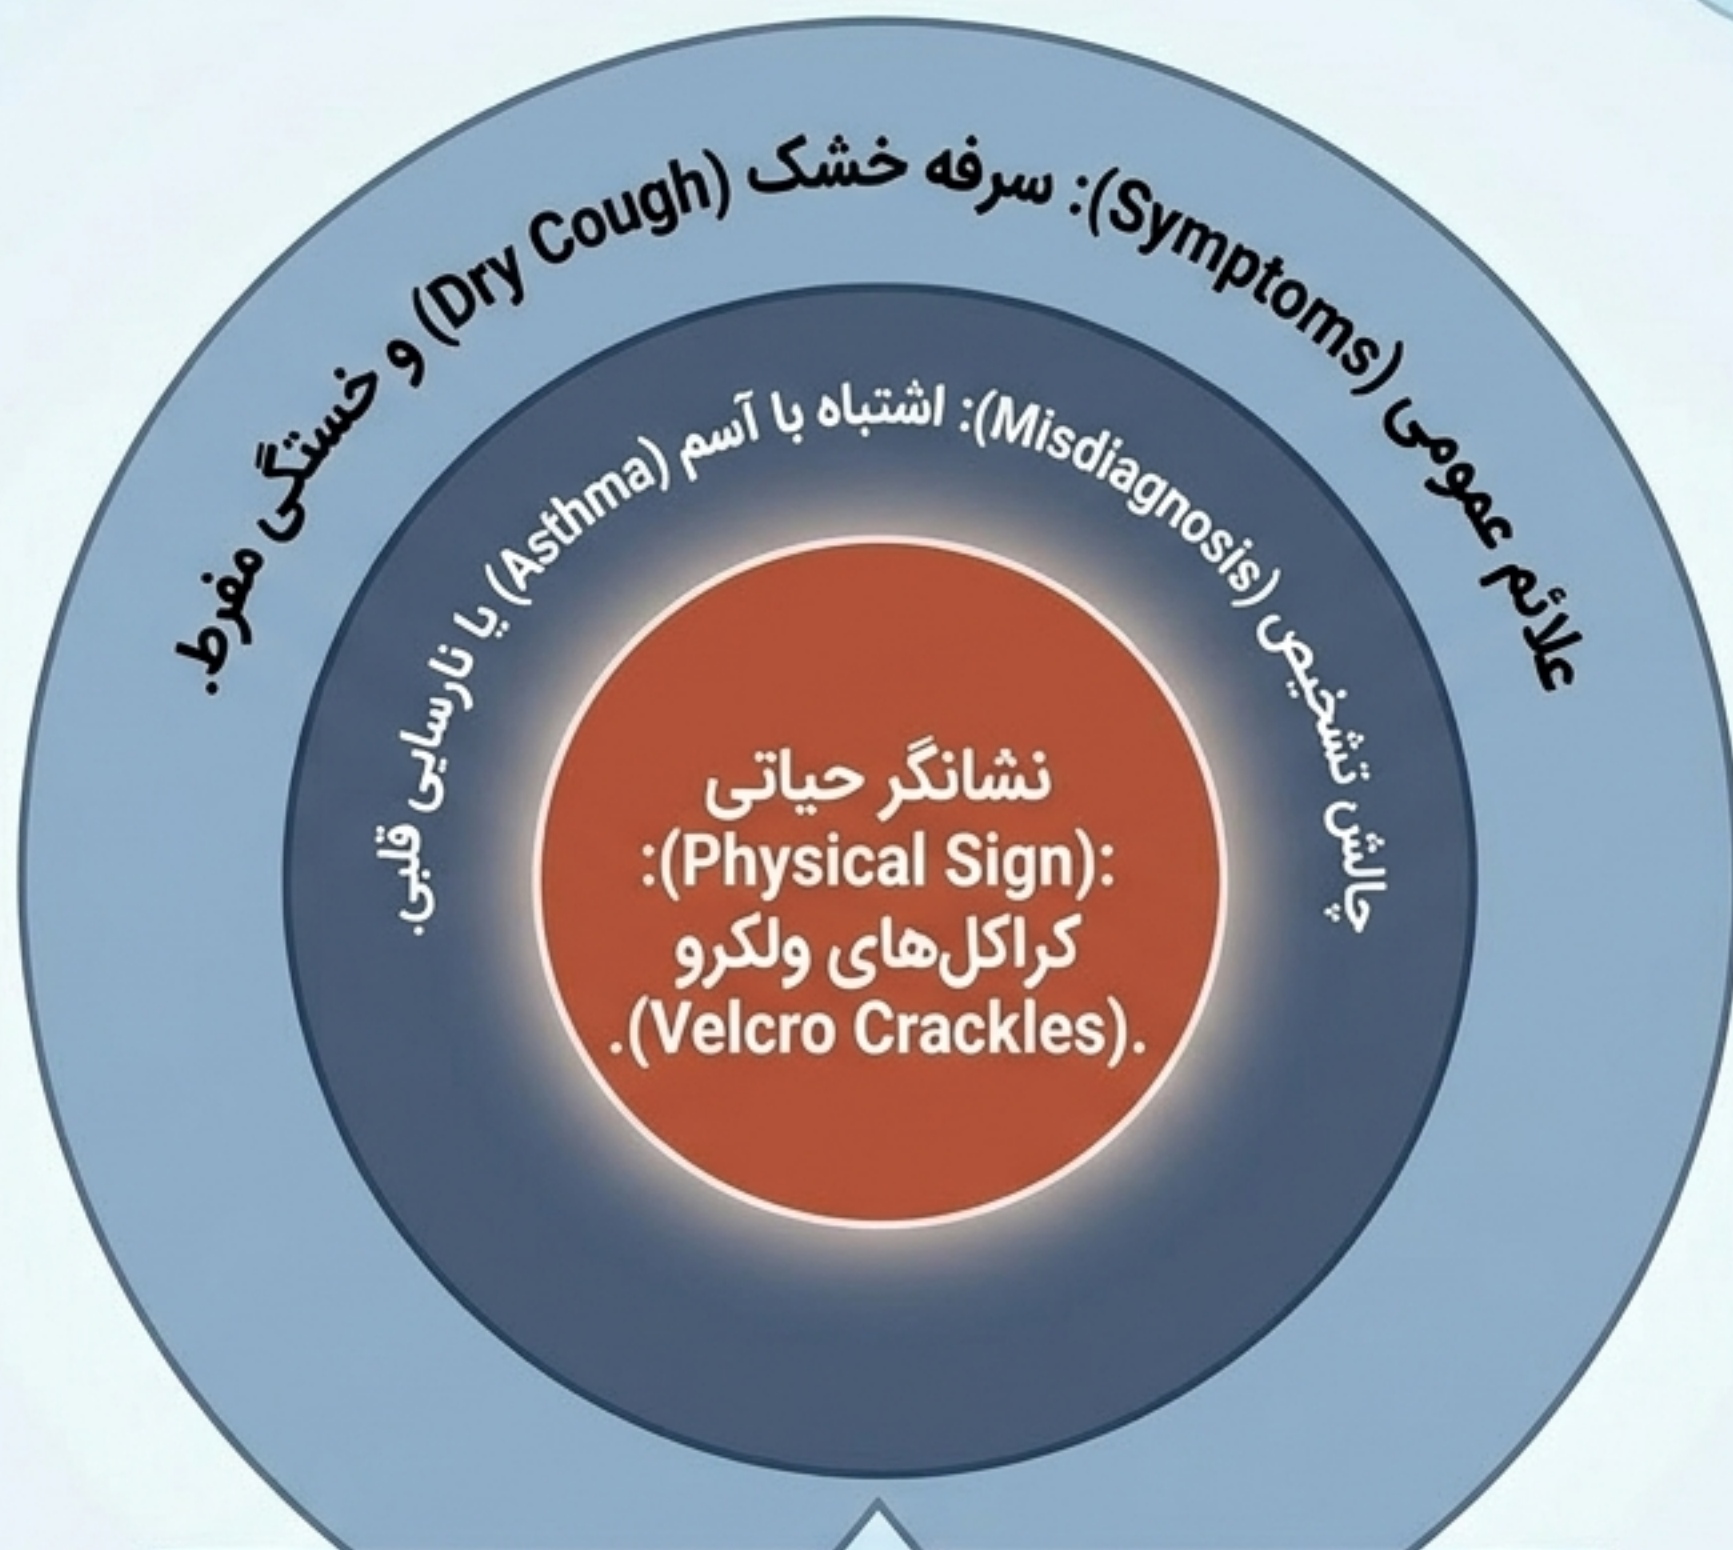 علائم عمومی (Symptoms): سرفه خشک (Dry Cough) و خستگی مفرط.
چالش تشخیص (Misdiagnosis): اشتباه با آسم (Asthma) یا نارسایی قلبی.
نشانگر حیاتی
:(Physical Sign):
کراکل‌های ولکرو
.(Velcro Crackles).